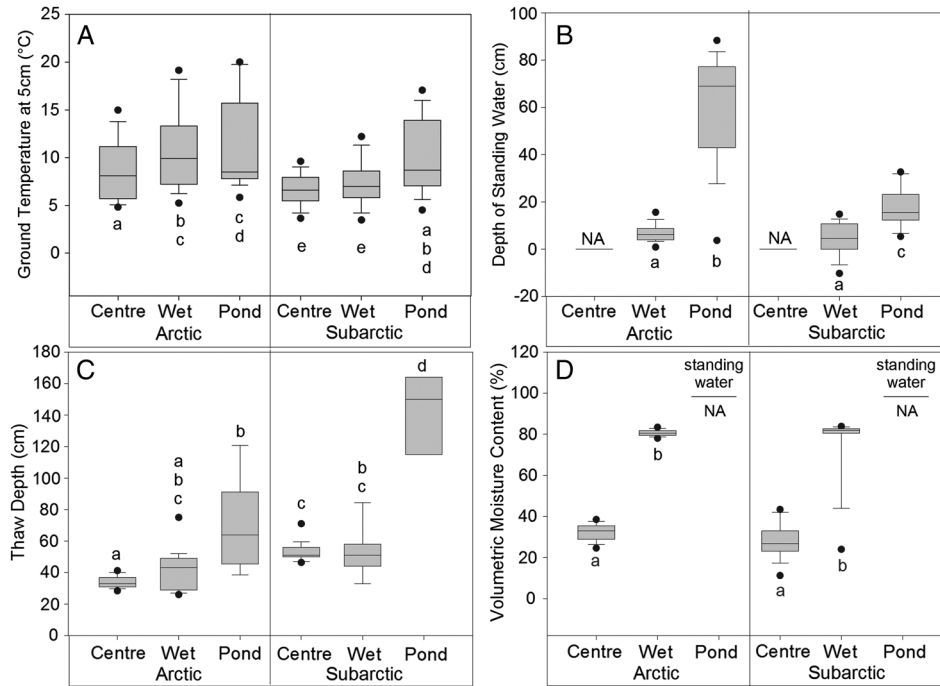 A
Ground Temperature at 5cm (°C)
25
20
15
10
5
0
a
b
c
c
d
e
e
a
b
d
Centre Wet Pond Centre Wet Pond
Arctic Subarctic
B
Depth of Standing Water (cm)
100
80
60
40
20
0
-20
NA
a
b
NA
a
c
Centre Wet Pond Centre Wet Pond
Arctic Subarctic
C
Thaw Depth (cm)
180
160
140
120
100
80
60
40
20
0
a
a
b
c
b
c
b
c
d
Centre Wet Pond Centre Wet Pond
Arctic Subarctic
D
Volumetric Moisture Content (%)
120
100
80
60
40
20
0
a
b
standing
water
NA
a
b
standing
water
NA
Centre Wet Pond Centre Wet Pond
Arctic Subarctic